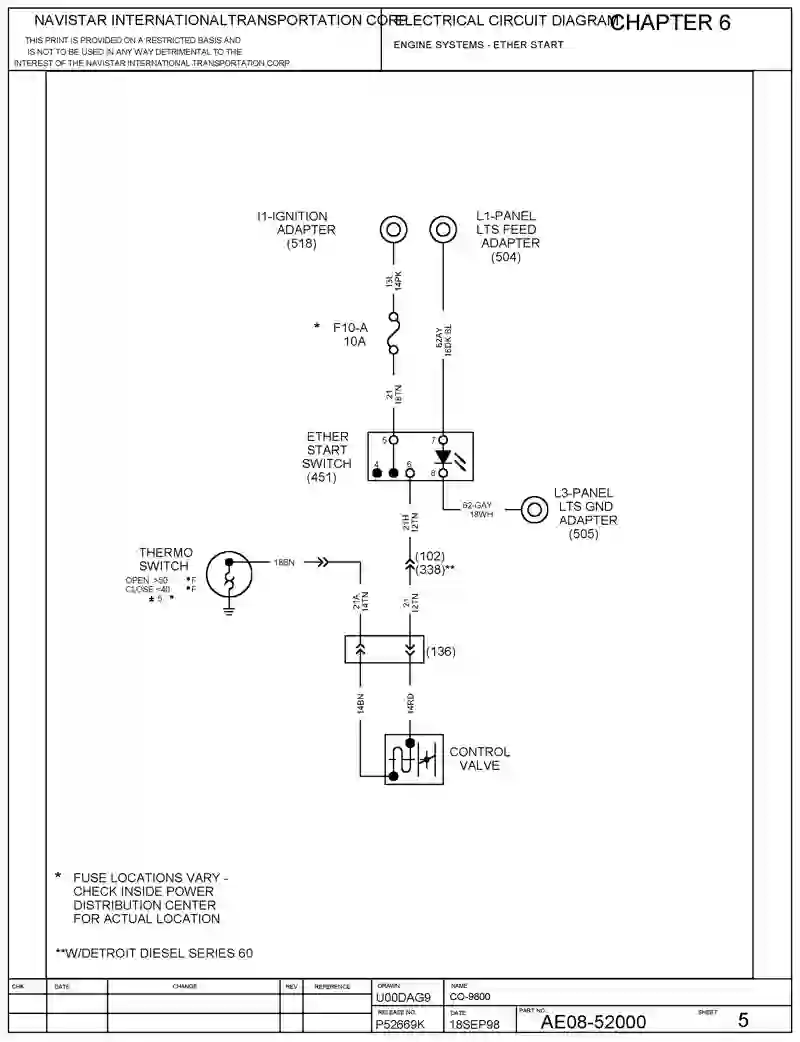 NAVISTAR INTERNATIONAL TRANSPORTATION CORP.
THIS PRINT IS PROVIDED ON A RESTRICTED BASIS AND
IS NOT TO BE USED IN ANY WAY DETRIMENTAL TO THE
INTEREST OF THE NAVISTAR INTERNATIONAL TRANSPORTATION CORP
ELECTRICAL CIRCUIT DIAGRAM
CHAPTER 6
ENGINE SYSTEMS - ETHER START
I1-IGNITION
ADAPTER
(518)
L1-PANEL
LTS FEED
ADAPTER
(504)
13L
14PK
* F10-A
10A
62AY
16DK BL
21
18TN
ETHER
START
SWITCH
(451)
5
7
4
6
8
62-GAY
18WH
L3-PANEL
LTS GND
ADAPTER
(505)
21H
12TN
THERMO
SWITCH
OPEN >50 *F
CLOSE <40 *F
± 5 *
18BN
(102)
(338)**
21A
14TN
21
12TN
(136)
14BN
14RD
CONTROL
VALVE
* FUSE LOCATIONS VARY -
CHECK INSIDE POWER
DISTRIBUTION CENTER
FOR ACTUAL LOCATION
**W/DETROIT DIESEL SERIES 60
CHK
DATE
CHANGE
REV
REFERENCE
DRAWN
U00DAG9
NAME
CO-9800
RELEASE NO.
P52669K
DATE
18SEP98
PART NO.
AE08-52000
SHEET
5